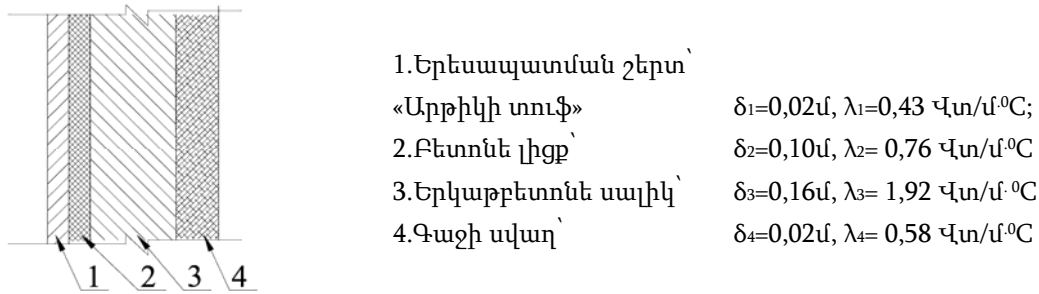 1.Երեսապատման շերտ՝
«Արթիկի տուֆ» δ1=0,02մ, λ1=0,43 Վտ/մ·⁰C;
2.Բետոնե լիցք՝ δ2=0,10մ, λ2= 0,76 Վտ/մ·⁰C
3.Երկաթբետոնե սալիկ՝ δ3=0,16մ, λ3= 1,92 Վտ/մ· ⁰C
4.Գաջի սվաղ՝ δ4=0,02մ, λ4= 0,58 Վտ/մ·⁰C
1 2 3 4